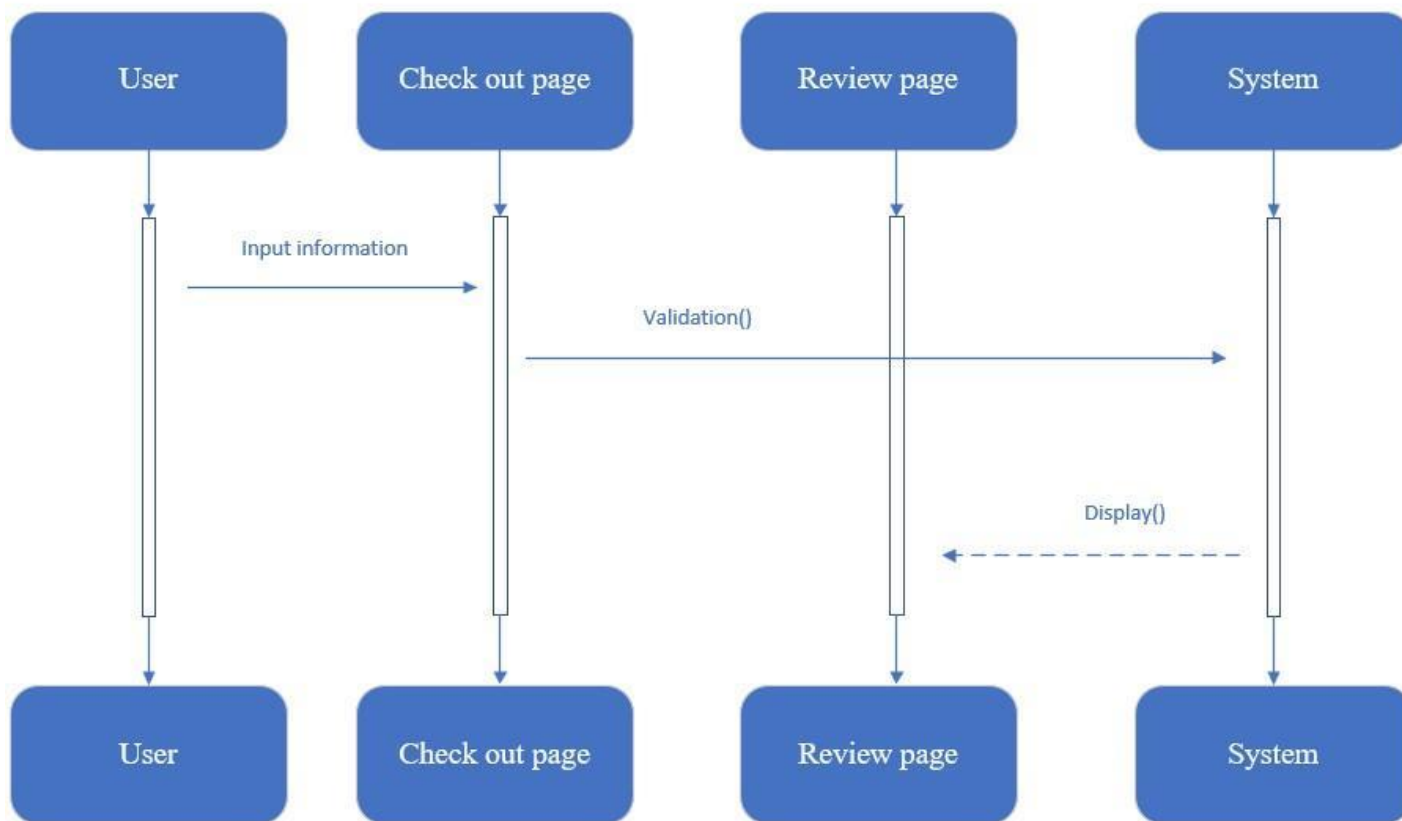 User
Check out page
Review page
System
Input information
Validation()
Display()
User
Check out page
Review page
System